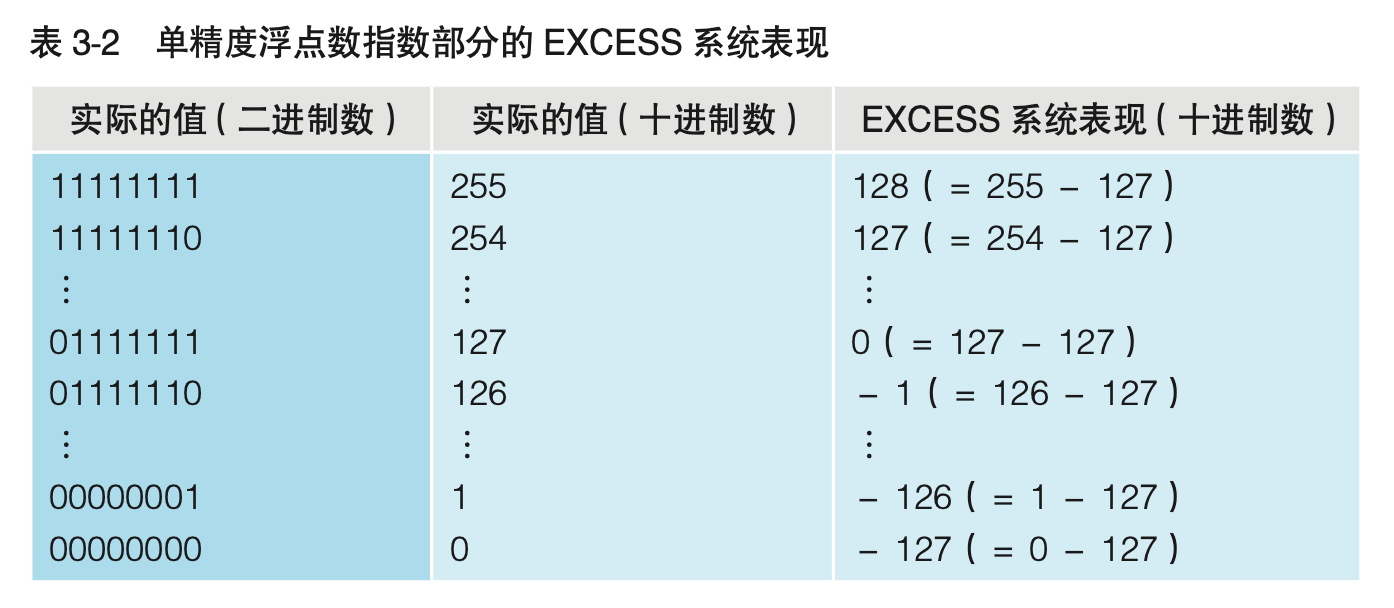 表 3-2 单精度浮点数指数部分的 EXCESS 系统表现
实际的值（二进制数） 实际的值（十进制数） EXCESS 系统表现（十进制数）
11111111 255 128（= 255 – 127）
11111110 254 127（= 254 – 127）
⋮ ⋮ ⋮
01111111 127 0（= 127 – 127）
01111110 126 – 1（= 126 – 127）
⋮ ⋮ ⋮
00000001 1 – 126（= 1 – 127）
00000000 0 – 127（= 0 – 127）